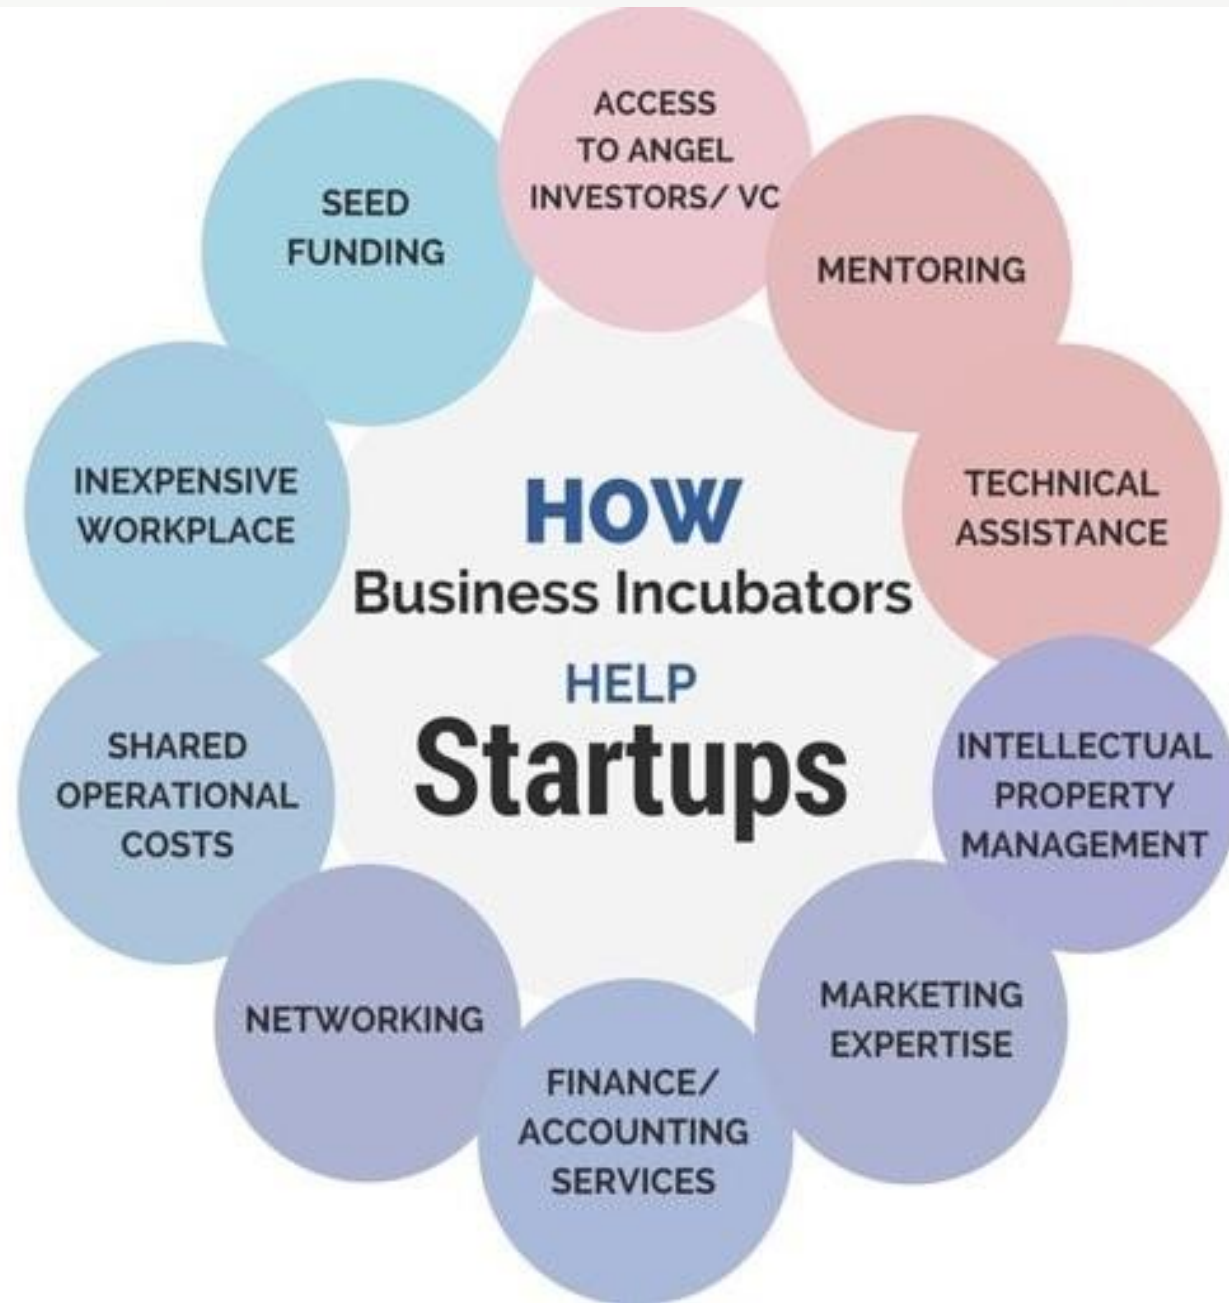 HOW
Business Incubators
HELP
Startups
ACCESS
TO ANGEL
INVESTORS/ VC
MENTORING
TECHNICAL
ASSISTANCE
INTELLECTUAL
PROPERTY
MANAGEMENT
MARKETING
EXPERTISE
FINANCE/
ACCOUNTING
SERVICES
NETWORKING
SHARED
OPERATIONAL
COSTS
INEXPENSIVE
WORKPLACE
SEED
FUNDING